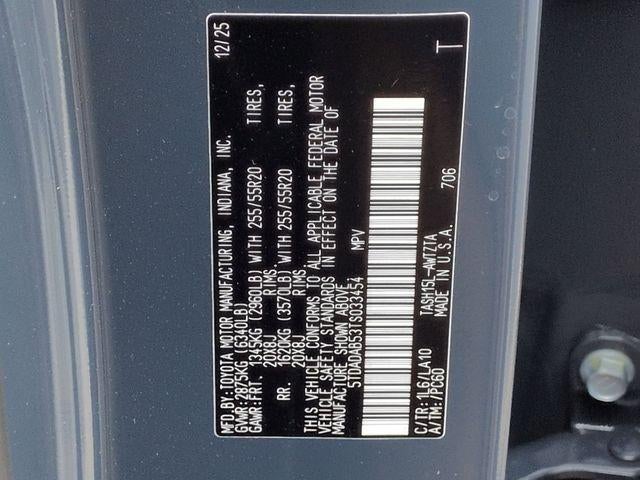 MFD.BY: TOYOTA MOTOR MANUFACTURING, INDIANA, INC. 12/25
GVWR: 2875KG (6340LB)
GAWR: FRT. 1345KG (2960LB) WITH 255/55R20 TIRES,
20X8J RIMS.
RR. 1620KG (3570LB) WITH 255/55R20 TIRES,
20X8J RIMS.
THIS VEHICLE CONFORMS TO ALL APPLICABLE FEDERAL MOTOR
VEHICLE SAFETY STANDARDS IN EFFECT ON THE DATE OF
MANUFACTURE SHOWN ABOVE.
5TDADAB53TS033454 MPV
C/TR: 1L6/LA10 TASH15L-AWTZTA 706 T
A/TM: /PC6D MADE IN U.S.A.